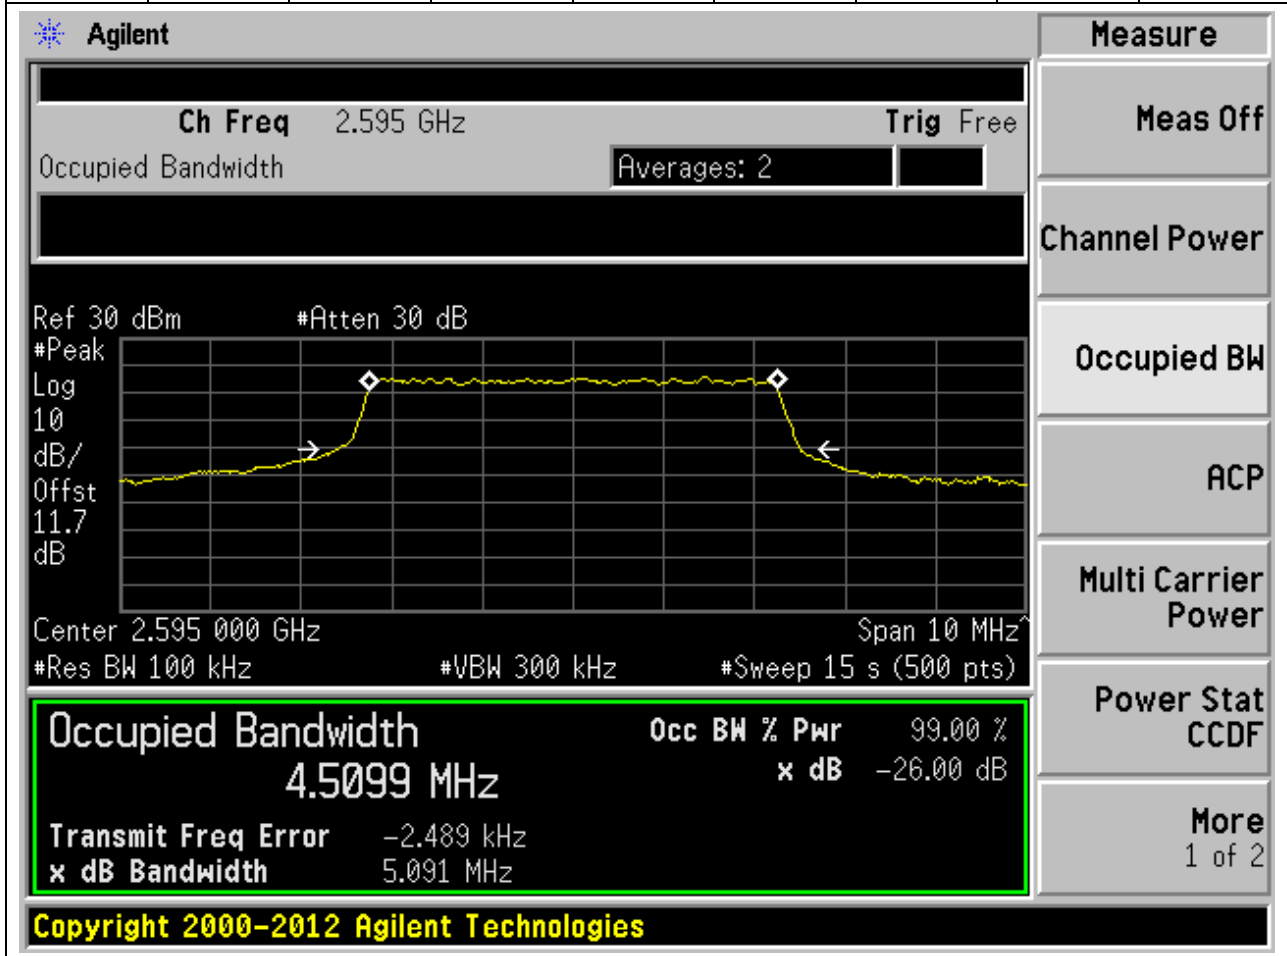 Agilent
Measure
Ch Freq 2.595 GHz Trig Free
Occupied Bandwidth Averages: 2
Meas Off
Channel Power
Occupied BW
ACP
Multi Carrier
Power
Power Stat
CCDF
More
1 of 2
Ref 30 dBm #Atten 30 dB
#Peak
Log
10
dB/
Offst
11.7
dB
Center 2.595 000 GHz Span 10 MHz^
#Res BW 100 kHz #VBW 300 kHz #Sweep 15 s (500 pts)
Occupied Bandwidth Occ BW % Pwr 99.00 %
4.5099 MHz x dB -26.00 dB
Transmit Freq Error -2.489 kHz
x dB Bandwidth 5.091 MHz
Copyright 2000-2012 Agilent Technologies